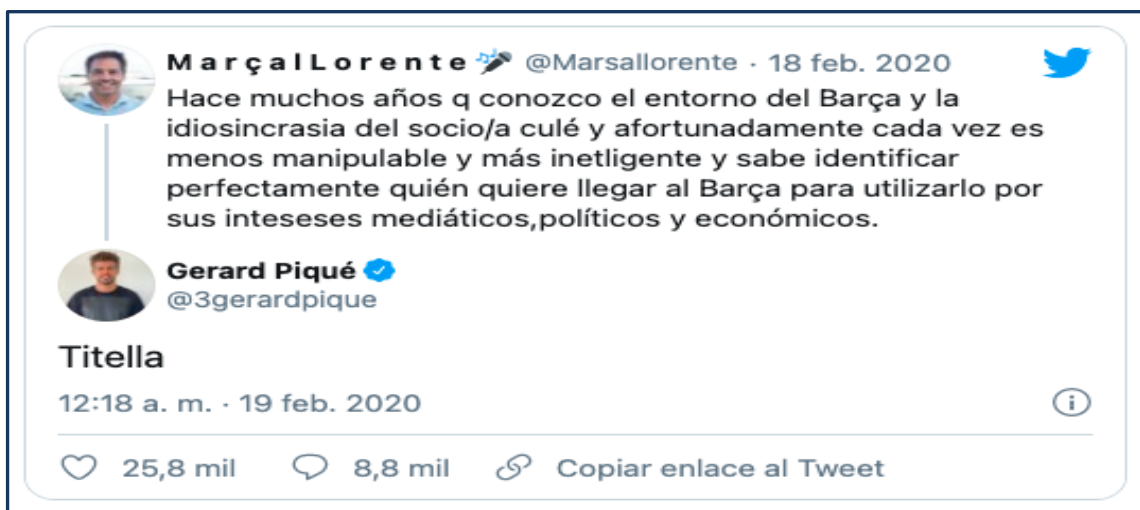 M a r ç a l L o r e n t e @Marsallorente · 18 feb. 2020
Hace muchos años q conozco el entorno del Barça y la
idiosincrasia del socio/a culé y afortunadamente cada vez es
menos manipulable y más inetligente y sabe identificar
perfectamente quién quiere llegar al Barça para utilizarlo por
sus inteseses mediáticos,políticos y económicos.
Gerard Piqué
@3gerardpique
Titella
12:18 a. m. · 19 feb. 2020
25,8 mil 8,8 mil Copiar enlace al Tweet